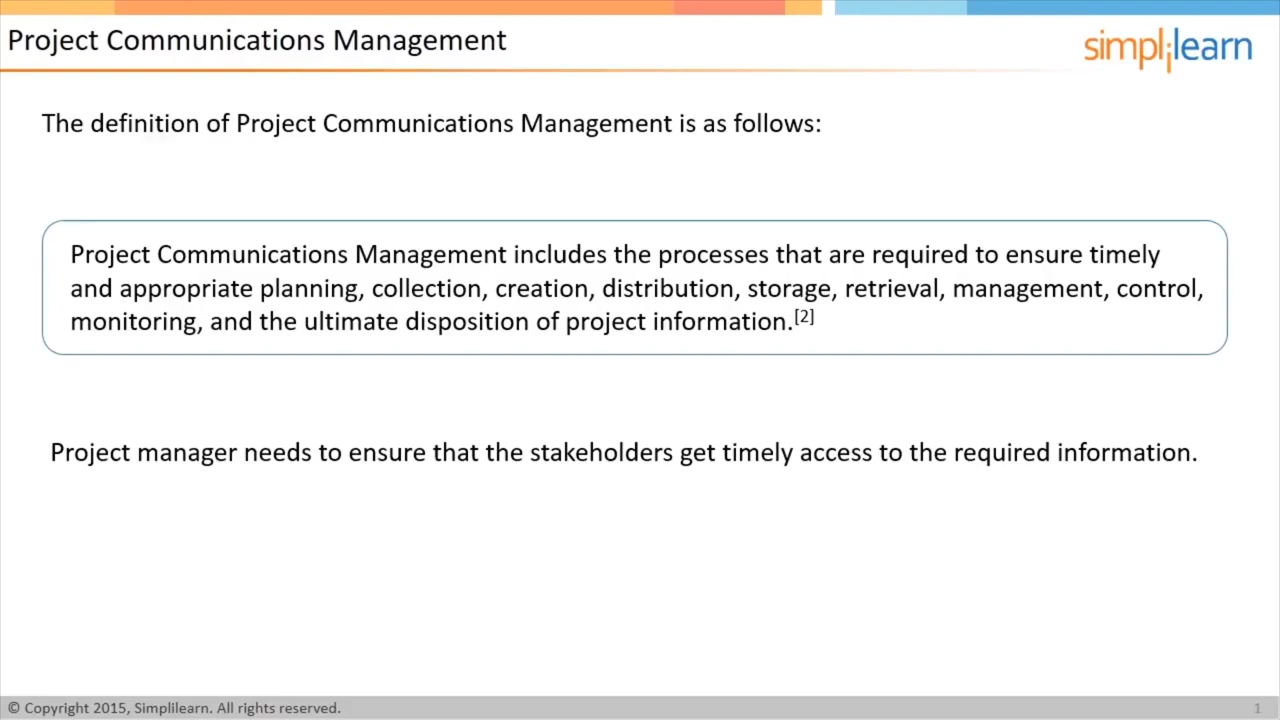 Project Communications Management
simplilearn
The definition of Project Communications Management is as follows:
Project Communications Management includes the processes that are required to ensure timely
and appropriate planning, collection, creation, distribution, storage, retrieval, management, control,
monitoring, and the ultimate disposition of project information.[2]
Project manager needs to ensure that the stakeholders get timely access to the required information.
© Copyright 2015, Simplilearn. All rights reserved.
1